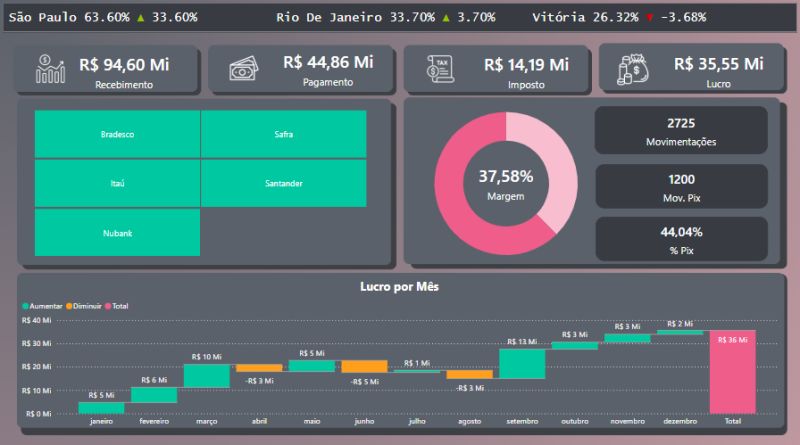 São Paulo 63.60% ▲ 33.60% Rio De Janeiro 33.70% ▲ 3.70% Vitória 26.32% ▼ -3.68%
R$ 94,60 Mi
Recebimento
R$ 44,86 Mi
Pagamento
TAX
R$ 14,19 Mi
Imposto
R$ 35,55 Mi
Lucro
Bradesco
Safra
Itaú
Santander
Nubank
37,58%
Margem
2725
Movimentações
1200
Mov. Pix
44,04%
% Pix
Lucro por Mês
Aumentar Diminuir Total
R$ 40 Mi
R$ 30 Mi
R$ 20 Mi
R$ 10 Mi
R$ 0 Mi
R$ 5 Mi
R$ 6 Mi
R$ 10 Mi
-R$ 3 Mi
R$ 5 Mi
-R$ 5 Mi
R$ 1 Mi
-R$ 3 Mi
R$ 13 Mi
R$ 3 Mi
R$ 3 Mi
R$ 2 Mi
R$ 36 Mi
janeiro fevereiro março abril maio junho julho agosto setembro outubro novembro dezembro Total